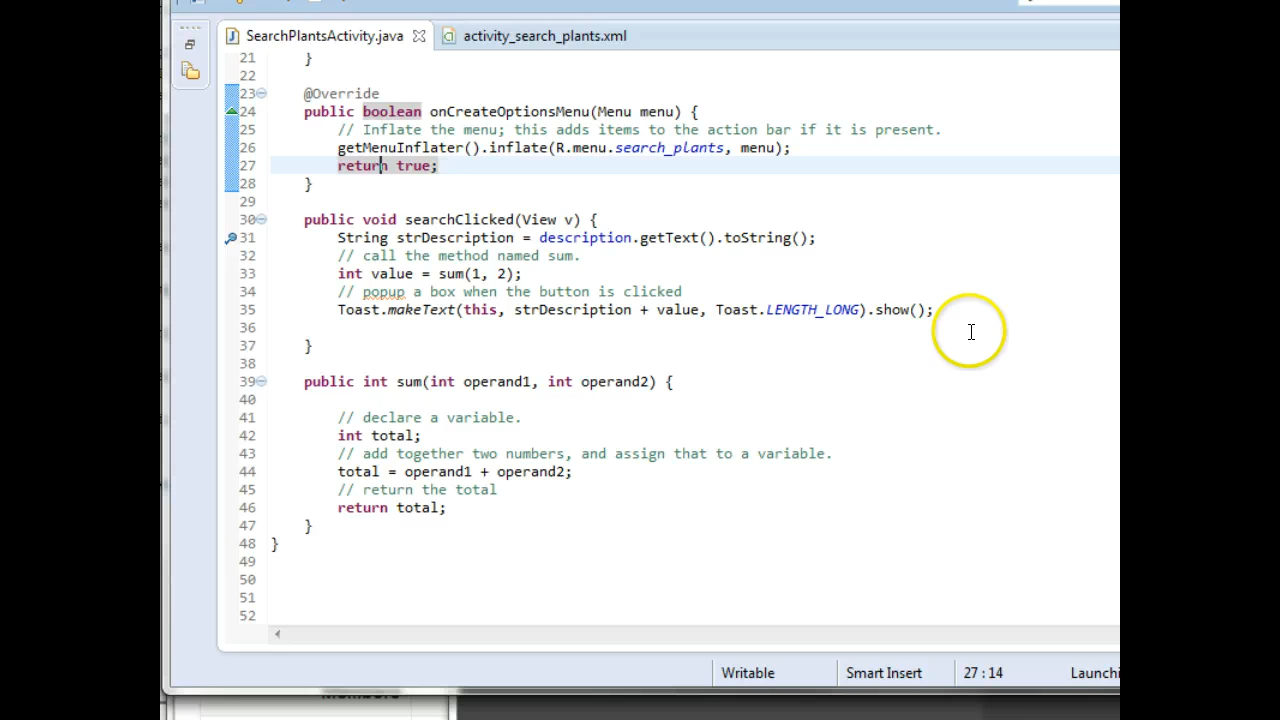 SearchPlantsActivity.java activity_search_plants.xml
21 }
22
23 @Override
24 public boolean onCreateOptionsMenu(Menu menu) {
25 // Inflate the menu; this adds items to the action bar if it is present.
26 getMenuInflater().inflate(R.menu.search_plants, menu);
27 return true;
28 }
29
30 public void searchClicked(View v) {
31 String strDescription = description.getText().toString();
32 // call the method named sum.
33 int value = sum(1, 2);
34 // popup a box when the button is clicked
35 Toast.makeText(this, strDescription + value, Toast.LENGTH_LONG).show();
36
37 }
38
39 public int sum(int operand1, int operand2) {
40
41 // declare a variable.
42 int total;
43 // add together two numbers, and assign that to a variable.
44 total = operand1 + operand2;
45 // return the total
46 return total;
47 }
48 }
49
50
51
52
Writable Smart Insert 27 : 14 Launchi